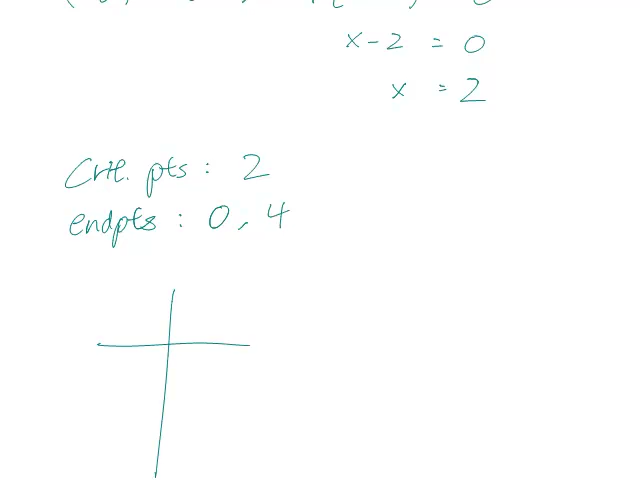 x - 2 = 0
x = 2
Crit. pts : 2
endpts : 0, 4